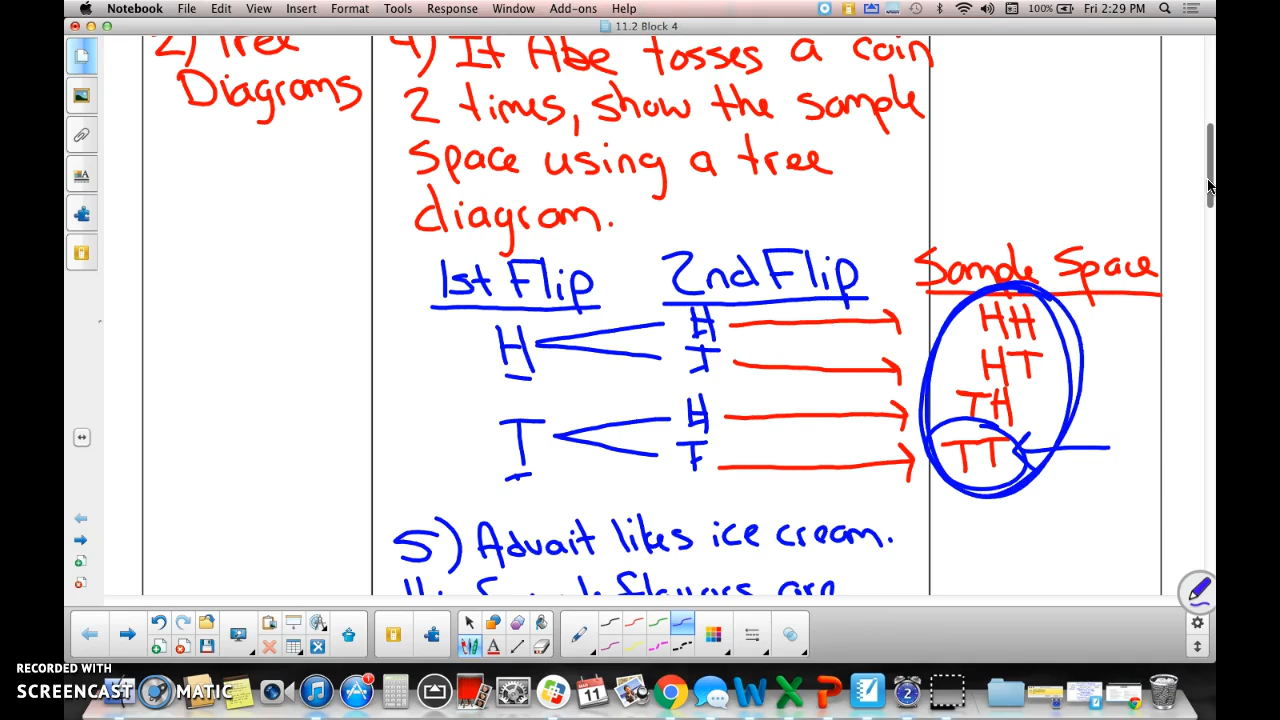 Notebook File Edit View Insert Format Tools Response Window Add-ons Help 100% Fri 2:29 PM
11.2 Block 4
2) Tree
Diagrams
4) If Abe tosses a coin
2 times, show the sample
space using a tree
diagram.
1st Flip 2nd Flip Sample Space
H H HH
T HT
T H TH
T TT
5) Advait likes ice cream.
flavors are
RECORDED WITH
SCREENCAST MATIC